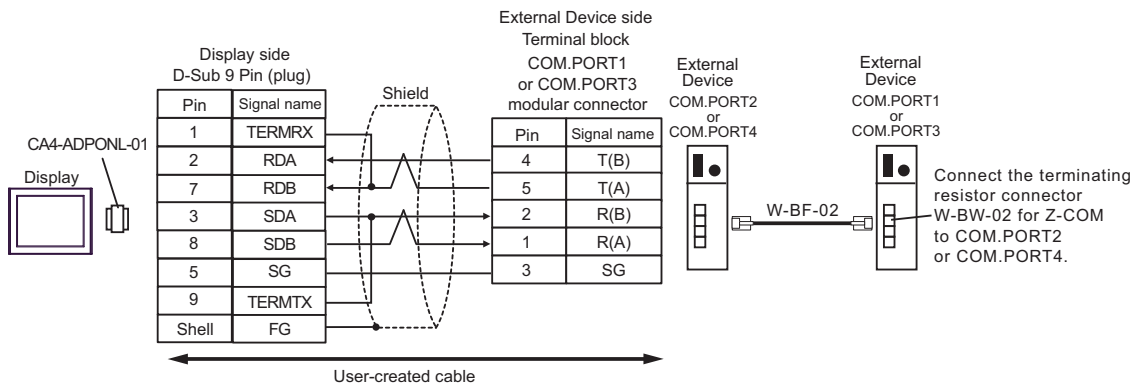 External Device side
Terminal block
COM.PORT1
or COM.PORT3
modular connector
Display side
D-Sub 9 Pin (plug)
Shield
External
Device
COM.PORT2
or
COM.PORT4
External
Device
COM.PORT1
or
COM.PORT3
CA4-ADPONL-01
Display
Pin Signal name
1 TERMRX
2 RDA
7 RDB
3 SDA
8 SDB
5 SG
9 TERMTX
Shell FG
Pin Signal name
4 T(B)
5 T(A)
2 R(B)
1 R(A)
3 SG
W-BF-02
Connect the terminating
resistor connector
W-BW-02 for Z-COM
to COM.PORT2
or COM.PORT4.
User-created cable